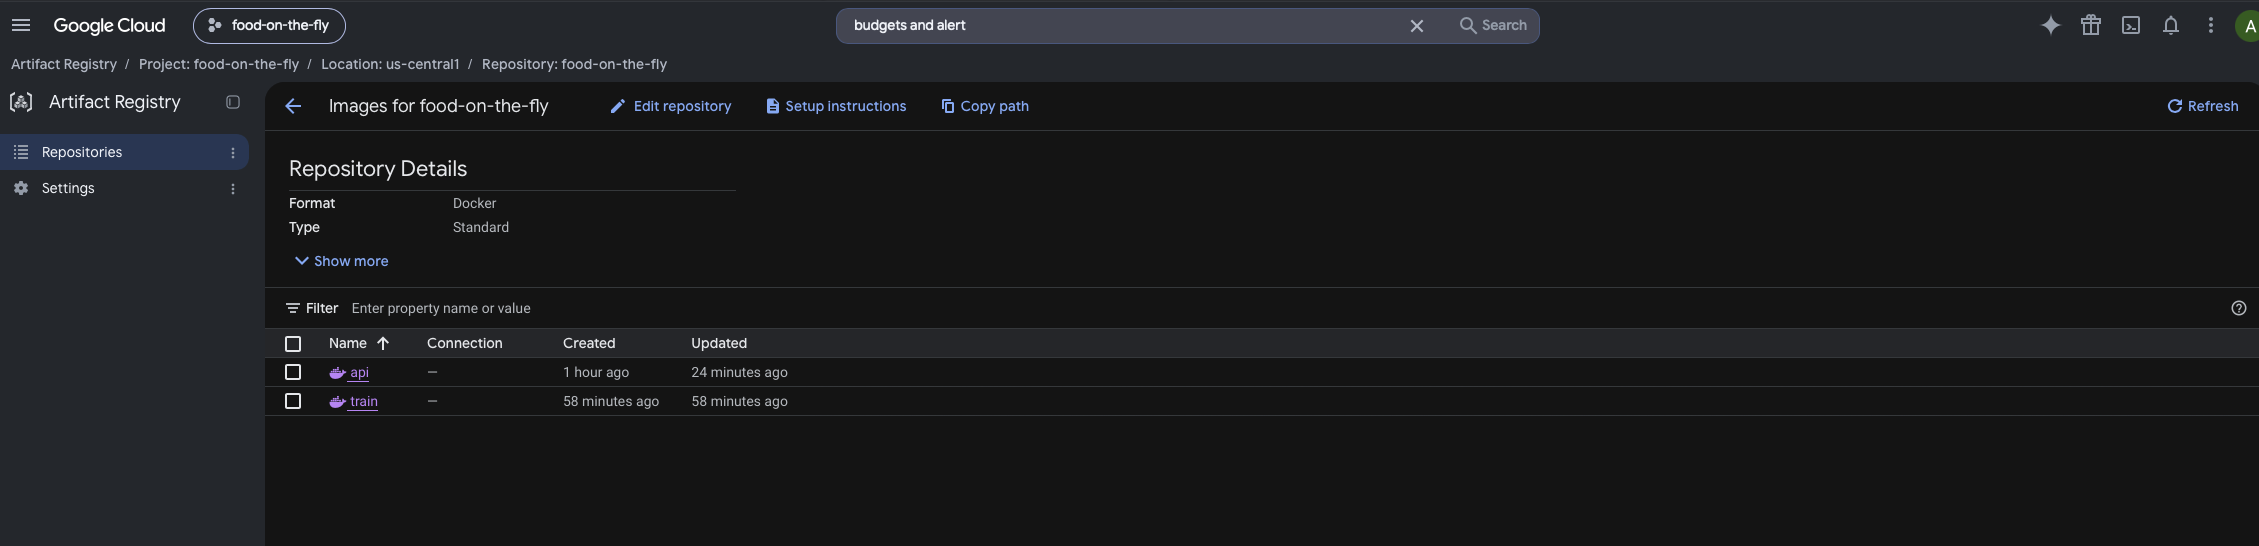 Google Cloud food-on-the-fly budgets and alert Search A
Artifact Registry / Project: food-on-the-fly / Location: us-central1 / Repository: food-on-the-fly
Artifact Registry
Repositories
Settings
Images for food-on-the-fly Edit repository Setup instructions Copy path Refresh
Repository Details
Format Docker
Type Standard
Show more
Filter Enter property name or value
Name Connection Created Updated
api — 1 hour ago 24 minutes ago
train — 58 minutes ago 58 minutes ago